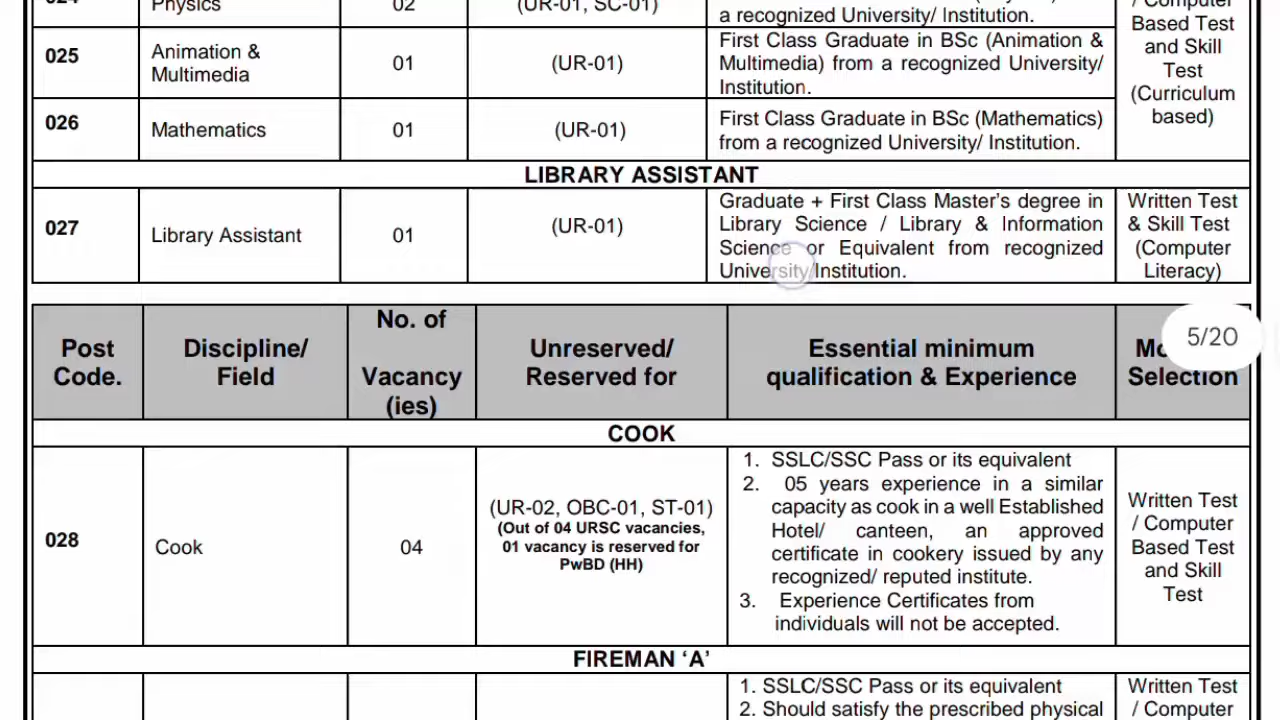 024 Physics 02 (UR-01, SC-01)
a recognized University/ Institution.
/ Computer
Based Test
and Skill
Test
(Curriculum
based)
025
Animation &
Multimedia
01
(UR-01)
First Class Graduate in BSc (Animation &
Multimedia) from a recognized University/
Institution.
026
Mathematics
01
(UR-01)
First Class Graduate in BSc (Mathematics)
from a recognized University/ Institution.
LIBRARY ASSISTANT
027
Library Assistant
01
(UR-01)
Graduate + First Class Master's degree in
Library Science / Library & Information
Science or Equivalent from recognized
University/Institution.
Written Test
& Skill Test
(Computer
Literacy)
Post
Code.
Discipline/
Field
No. of
Vacancy
(ies)
Unreserved/
Reserved for
Essential minimum
qualification & Experience
Selection
5/20
COOK
028
Cook
04
(UR-02, OBC-01, ST-01)
(Out of 04 URSC vacancies,
01 vacancy is reserved for
PwBD (HH)
1. SSLC/SSC Pass or its equivalent
2. 05 years experience in a similar
capacity as cook in a well Established
Hotel/ canteen, an approved
certificate in cookery issued by any
recognized/ reputed institute.
3. Experience Certificates from
individuals will not be accepted.
Written Test
/ Computer
Based Test
and Skill
Test
FIREMAN ‘A’
1. SSLC/SSC Pass or its equivalent
2. Should satisfy the prescribed physical
Written Test
/ Computer